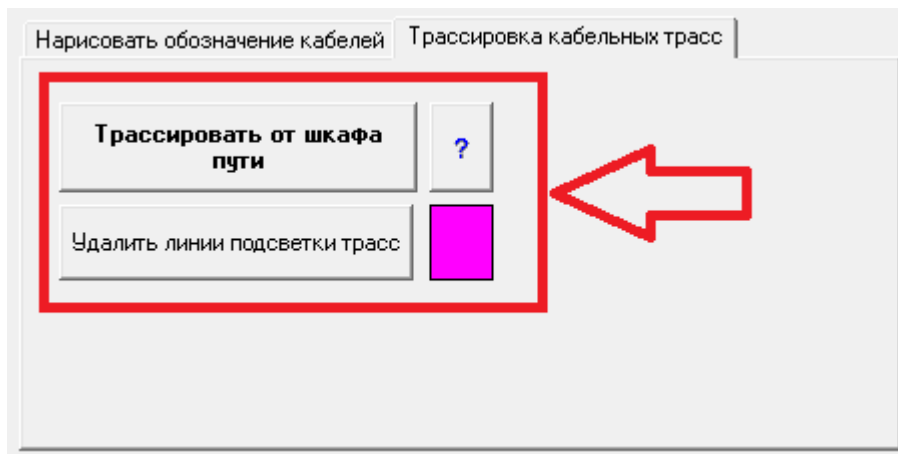 Нарисовать обозначение кабелей
Трассировка кабельных трасс
Трассировать от шкафа
пути
?
Удалить линии подсветки трасс